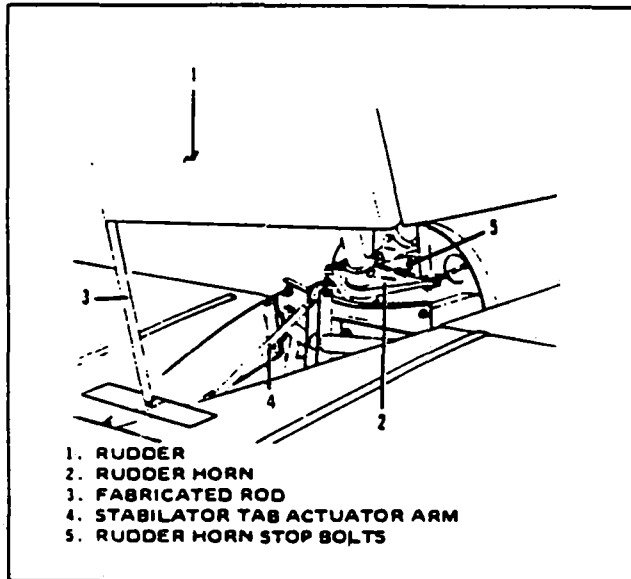 1
5
3
4
2
1. RUDDER
2. RUDDER HORN
3. FABRICATED ROD
4. STABILATOR TAB ACTUATOR ARM
5. RUDDER HORN STOP BOLTS